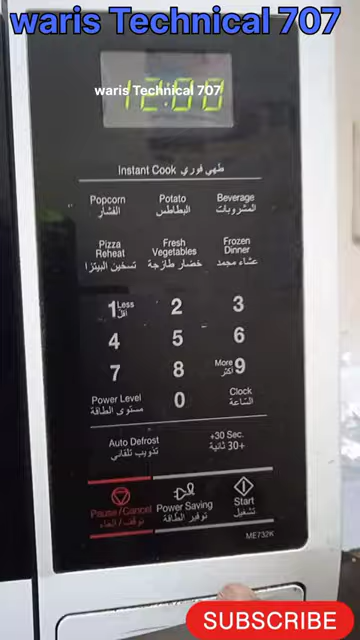 waris Technical 707
waris Technical 707
12:00
Instant Cook طهي فوري
Popcorn
الفشار
Potato
البطاطس
Beverage
المشروبات
Pizza
Reheat
تسخين البيتزا
Fresh
Vegetables
خضار طازجة
Frozen
Dinner
عشاء مجمد
1 Less
أقل
2
3
4
5
6
7
8
More 9
أكثر
Power Level
مستوى الطاقة
0
Clock
الساعة
Auto Defrost
تذويب تلقائي
+30 Sec.
+30 ثانية
Pause/Cancel
توقف/الغاء
Power Saving
توفير الطاقة
Start
تشغيل
ME732K
SUBSCRIBE